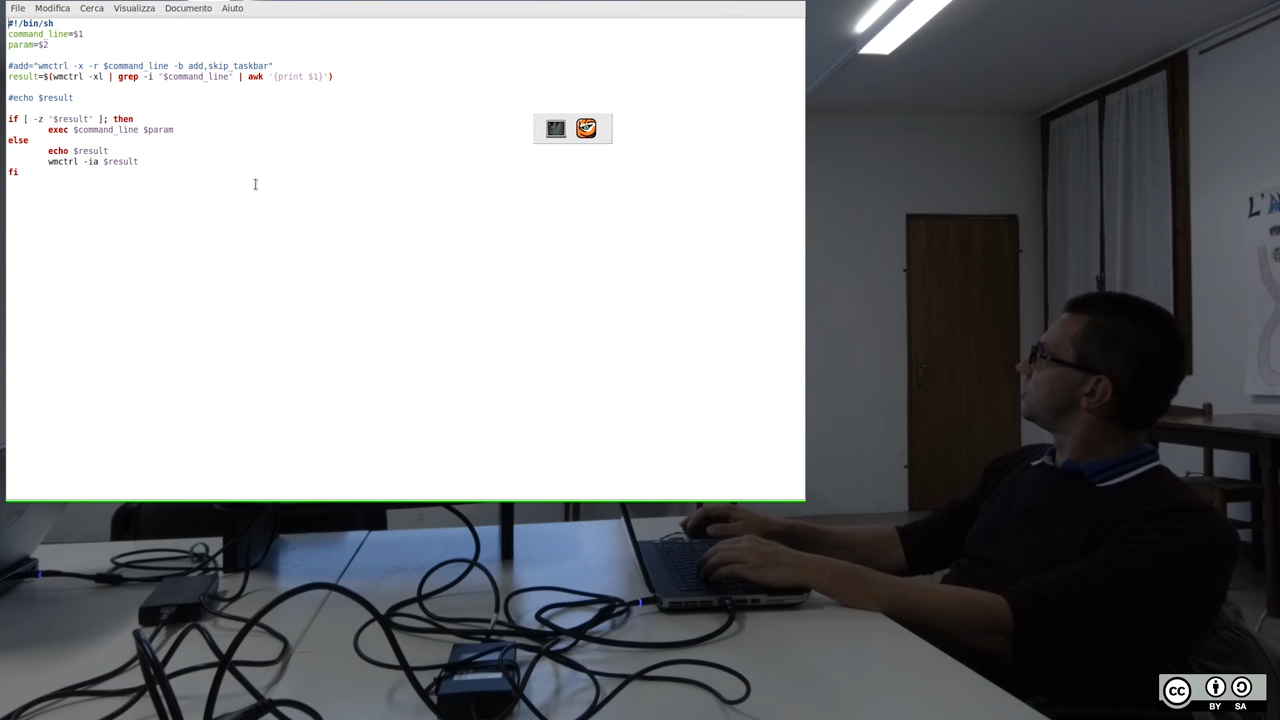 File Modifica Cerca Visualizza Documento Aiuto
#!/bin/sh
command_line=$1
param=$2
#add="wmctrl -x -r $command_line -b add,skip_taskbar"
result=$(wmctrl -xl | grep -i "$command_line" | awk '{print $1}')
#echo $result
if [ -z "$result" ]; then
exec $command_line $param
else
echo $result
wmctrl -ia $result
fi
L'A
cc
BY SA